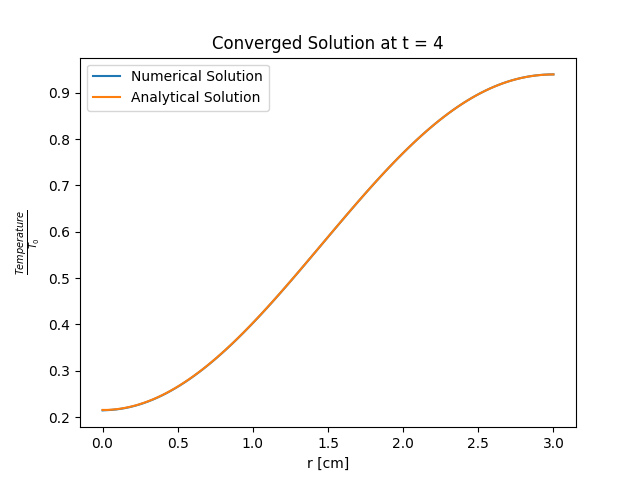 Converged Solution at t = 4
Numerical Solution
Analytical Solution
0.9
0.8
0.7
0.6
0.5
0.4
0.3
0.2
Temperature
T₀
0.0 0.5 1.0 1.5 2.0 2.5 3.0
r [cm]